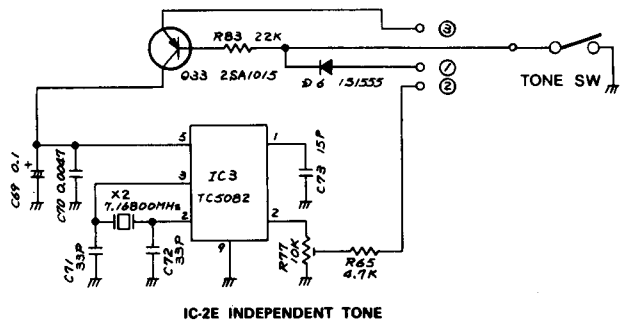 ③
R83 22K
①
Q33 2SA1015
D6 1S1555
②
TONE SW
5
1
15P
C69 0.1
+
C70 0.0047
IC3
C73
3
TC5082
X2
7.16800MHz
2
2
C71
33P
C72
33P
9
R77
10K
R65
4.7K
IC-2E INDEPENDENT TONE